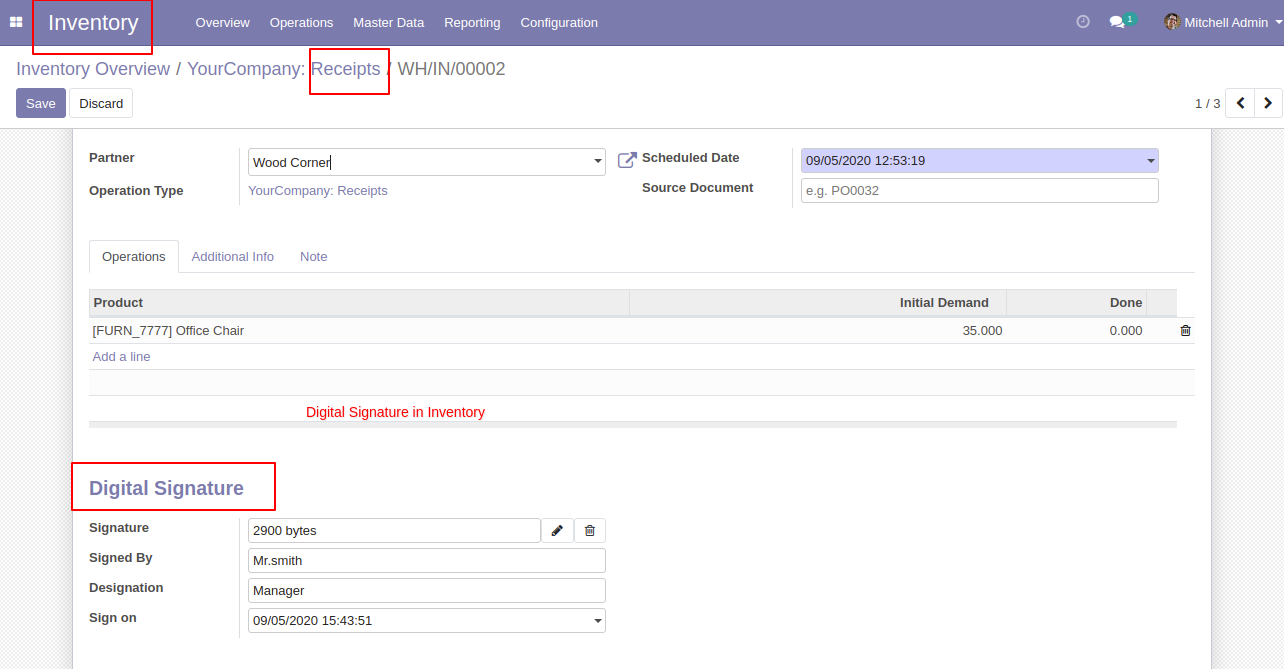 Inventory Overview Operations Master Data Reporting Configuration 1 Mitchell Admin
Inventory Overview / YourCompany: Receipts / WH/IN/00002
Save Discard 1 / 3
Partner Wood Corner Scheduled Date 09/05/2020 12:53:19
Operation Type YourCompany: Receipts Source Document e.g. PO0032
Operations Additional Info Note
Product Initial Demand Done
[FURN_7777] Office Chair 35.000 0.000
Add a line
Digital Signature in Inventory
Digital Signature
Signature 2900 bytes
Signed By Mr.smith
Designation Manager
Sign on 09/05/2020 15:43:51